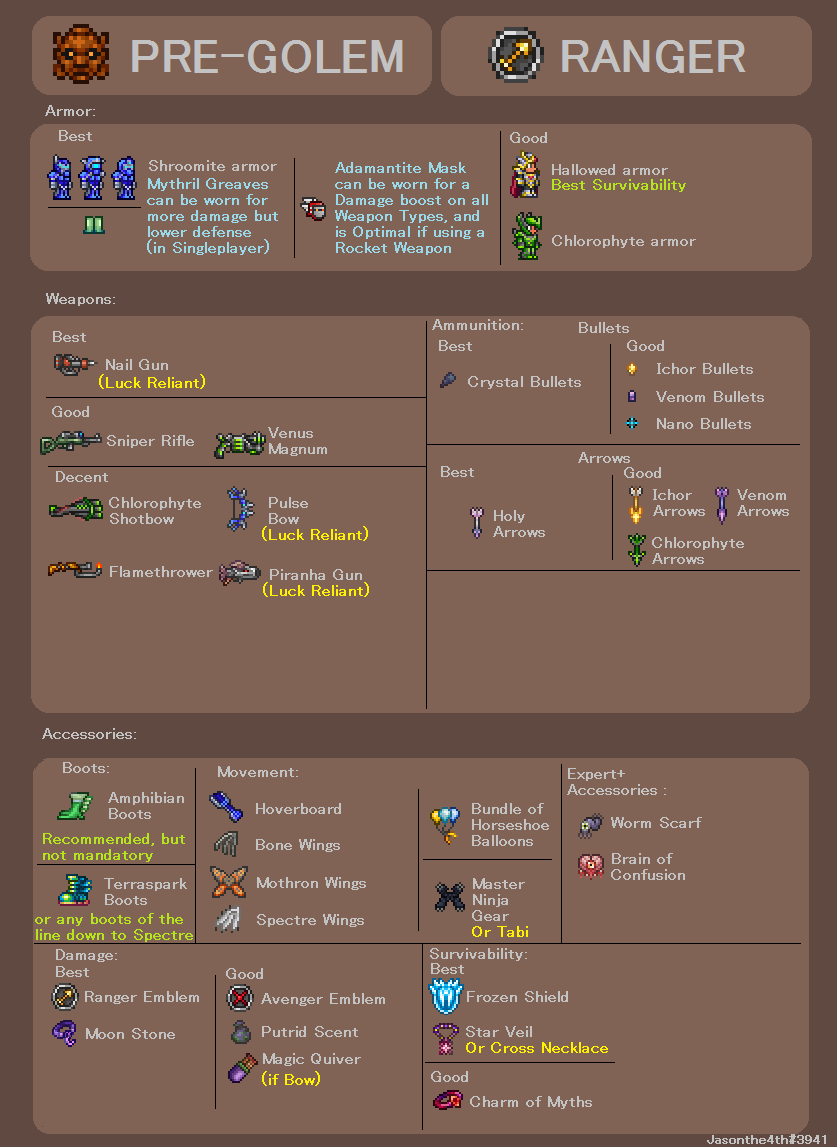 PRE-GOLEM
RANGER
Armor:
Best
Shroomite armor
Mythril Greaves
can be worn for
more damage but
lower defense
(in Singleplayer)
Adamantite Mask
can be worn for a
Damage boost on all
Weapon Types, and
is Optimal if using a
Rocket Weapon
Good
Hallowed armor
Best Survivability
Chlorophyte armor
Weapons:
Best
Nail Gun
(Luck Reliant)
Good
Sniper Rifle
Venus
Magnum
Decent
Chlorophyte
Shotbow
Pulse
Bow
(Luck Reliant)
Flamethrower
Piranha Gun
(Luck Reliant)
Ammunition:
Bullets
Best
Crystal Bullets
Good
Ichor Bullets
Venom Bullets
Nano Bullets
Arrows
Best
Holy
Arrows
Good
Ichor
Arrows
Venom
Arrows
Chlorophyte
Arrows
Accessories:
Boots:
Amphibian
Boots
Recommended, but
not mandatory
Terraspark
Boots
or any boots of the
line down to Spectre
Movement:
Hoverboard
Bone Wings
Mothron Wings
Spectre Wings
Bundle of
Horseshoe
Balloons
Master
Ninja
Gear
Or Tabi
Expert+
Accessories :
Worm Scarf
Brain of
Confusion
Damage:
Best
Ranger Emblem
Moon Stone
Good
Avenger Emblem
Putrid Scent
Magic Quiver
(if Bow)
Survivability:
Best
Frozen Shield
Star Veil
Or Cross Necklace
Good
Charm of Myths
Jasonthe4th#3941